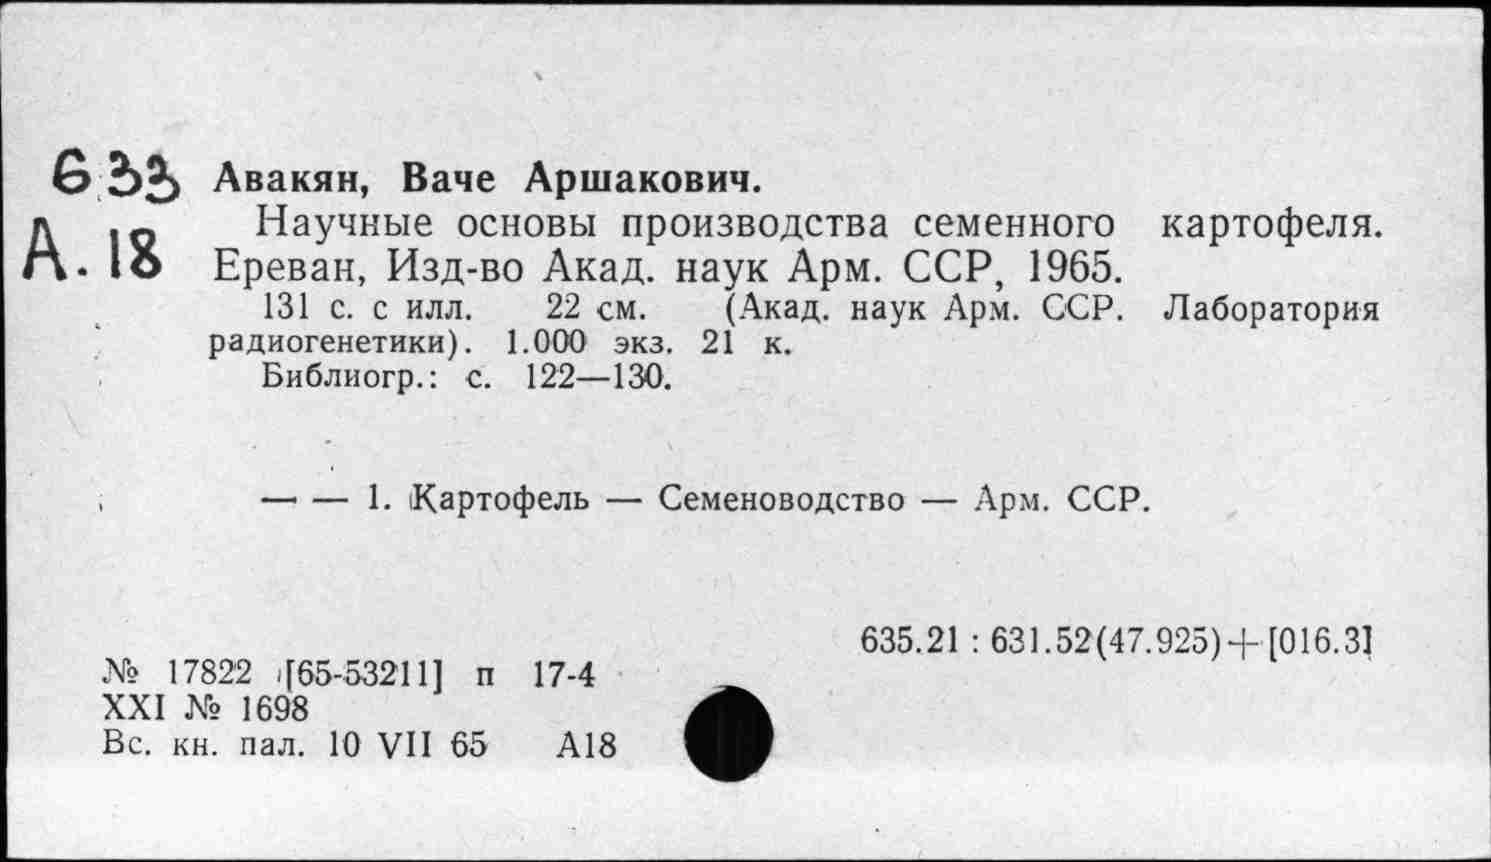 633 Авакян, Ваче Аршакович.
А.18 Научные основы производства семенного картофеля.
Ереван, Изд-во Акад. наук Арм. ССР, 1965.
131 с. с илл. 22 см. (Акад. наук Арм. ССР. Лаборатория
радиогенетики). 1.000 экз. 21 к.
Библиогр.: с. 122—130.
— — 1. Картофель — Семеноводство — Арм. ССР.
635.21 : 631.52(47.925)+[016.3]
№ 17822 [65-53211] п 17-4
XXI № 1698
Вс. кн. пал. 10 VII 65 А18